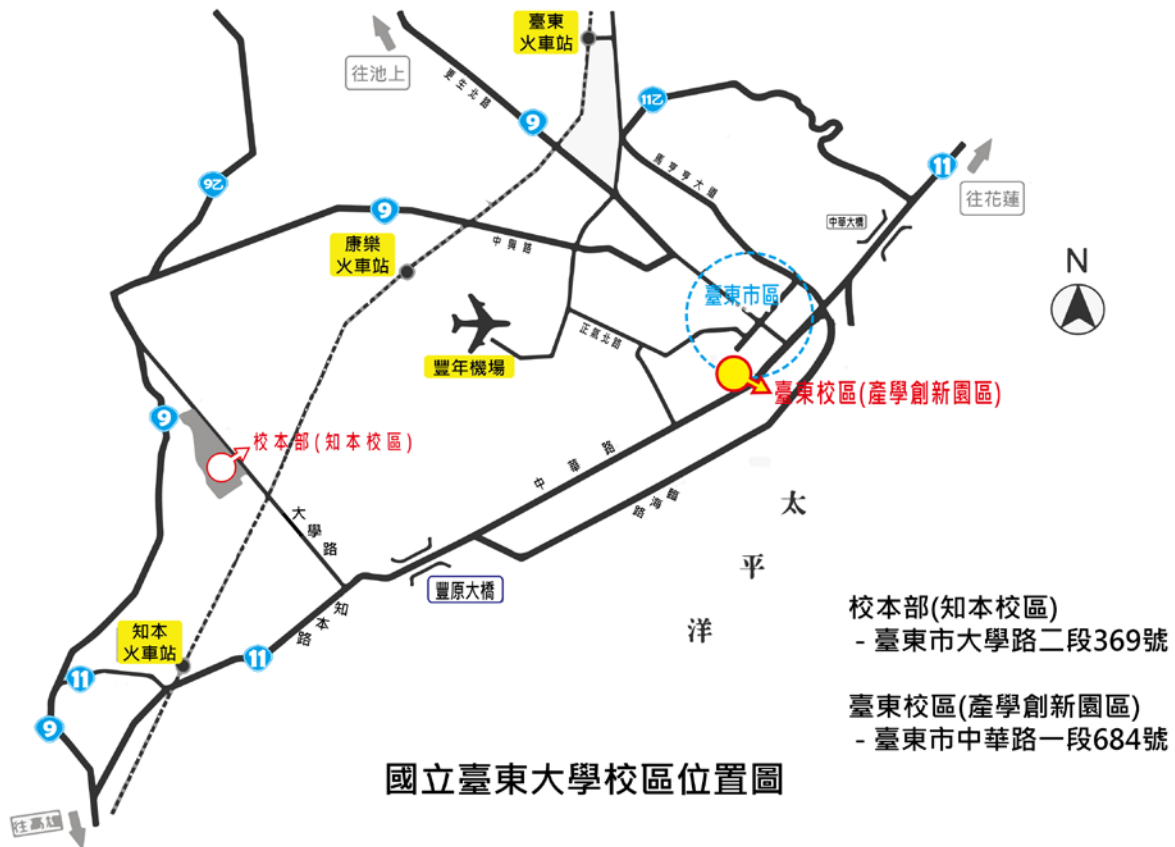 臺東
火車站
往池上
更生北路
9
11乙
11
馬亨亨大道
往花蓮
中華大橋
9乙
9
中興路
康樂
火車站
N
臺東市區
正氣北路
豐年機場
臺東校區(產學創新園區)
9
校本部(知本校區)
中華路
臨海路
大學路
太平洋
豐原大橋
知本路
知本
火車站
11
11
9
往高雄
校本部(知本校區)
- 臺東市大學路二段369號
臺東校區(產學創新園區)
- 臺東市中華路一段684號
國立臺東大學校區位置圖